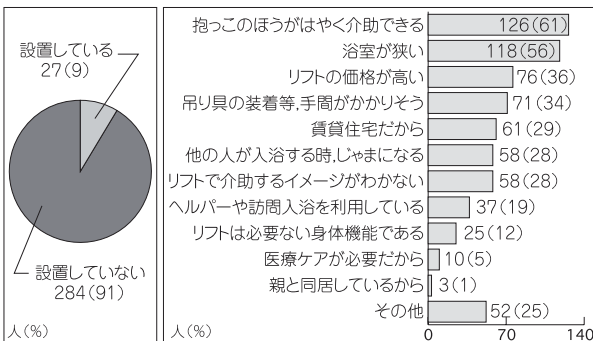 設置している
27(9)
設置していない
284(91)
人(%)
抱っこのほうがはやく介助できる 126(61)
浴室が狭い 118(56)
リフトの価格が高い 76(36)
吊り具の装着等,手間がかかりそう 71(34)
賃貸住宅だから 61(29)
他の人が入浴する時,じゃまになる 58(28)
リフトで介助するイメージがわかない 58(28)
ヘルパーや訪問入浴を利用している 37(19)
リフトは必要ない身体機能である 25(12)
医療ケアが必要だから 10(5)
親と同居しているから 3(1)
その他 52(25)
人(%)
0 70 140